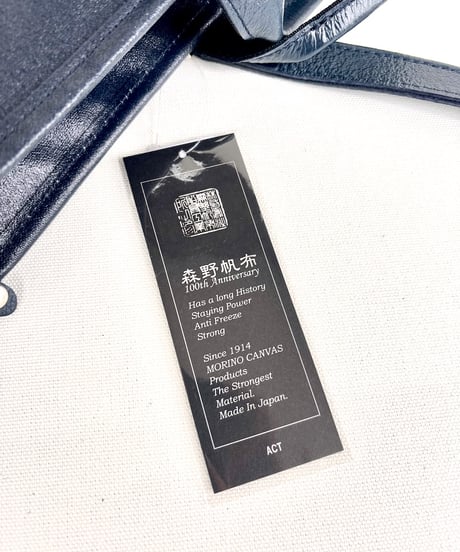 森野帆布
100th Anniversary
Has a long History
Staying Power
Anti Freeze
Strong
Since 1914
MORINO CANVAS
Products
The Strongest
Material.
Made In Japan.
ACT